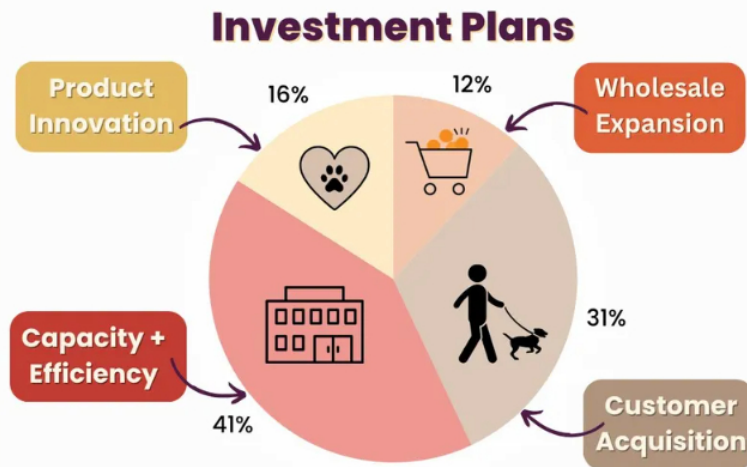 Investment Plans
Product
Innovation
16%
12%
Wholesale
Expansion
31%
Capacity +
Efficiency
41%
Customer
Acquisition